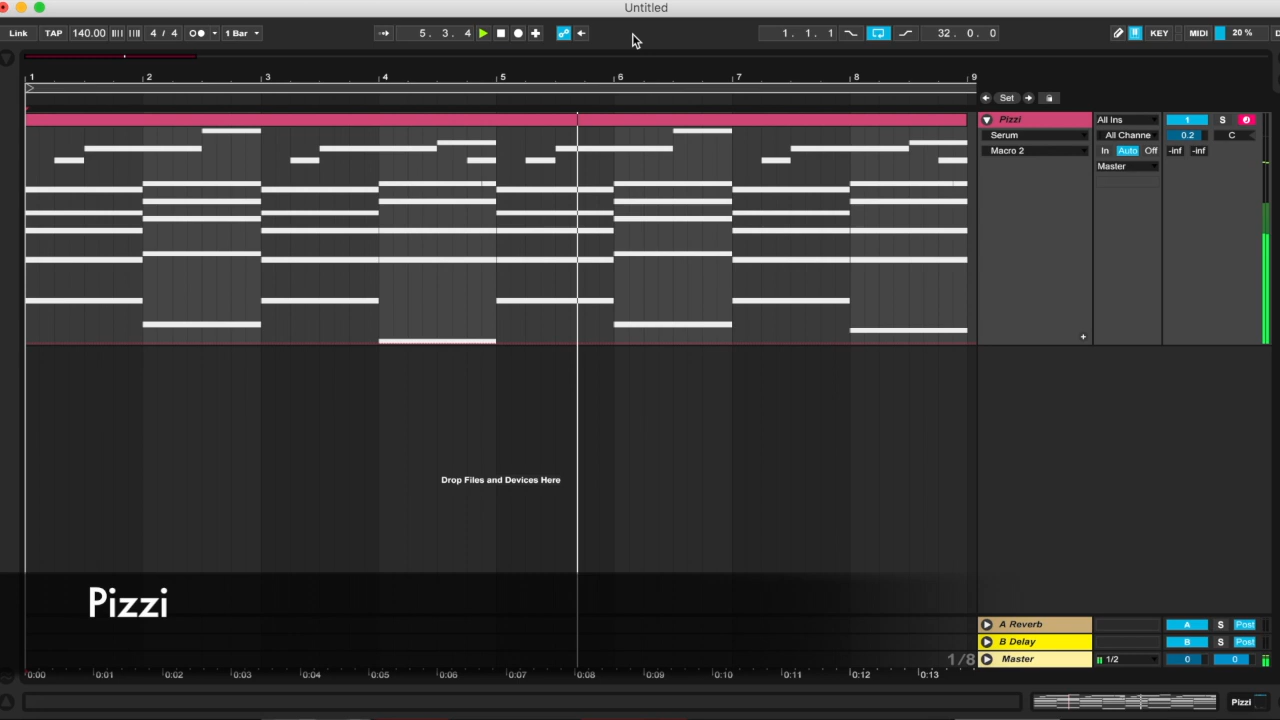 Untitled
Link TAP 140.00 4 / 4 1 Bar 5. 3. 4 1. 1. 1 32. 0. 0 KEY MIDI 20 %
1 2 3 4 5 6 7 8 9
Set
Pizzi All Ins 1 S
Serum All Channe 0.2 C
Macro 2 In Auto Off -inf -inf
Master
Drop Files and Devices Here
Pizzi
A Reverb A S Post
B Delay B S Post
1/8 Master 1/2 0 0
0:00 0:01 0:02 0:03 0:04 0:05 0:06 0:07 0:08 0:09 0:10 0:11 0:12 0:13
Pizzi